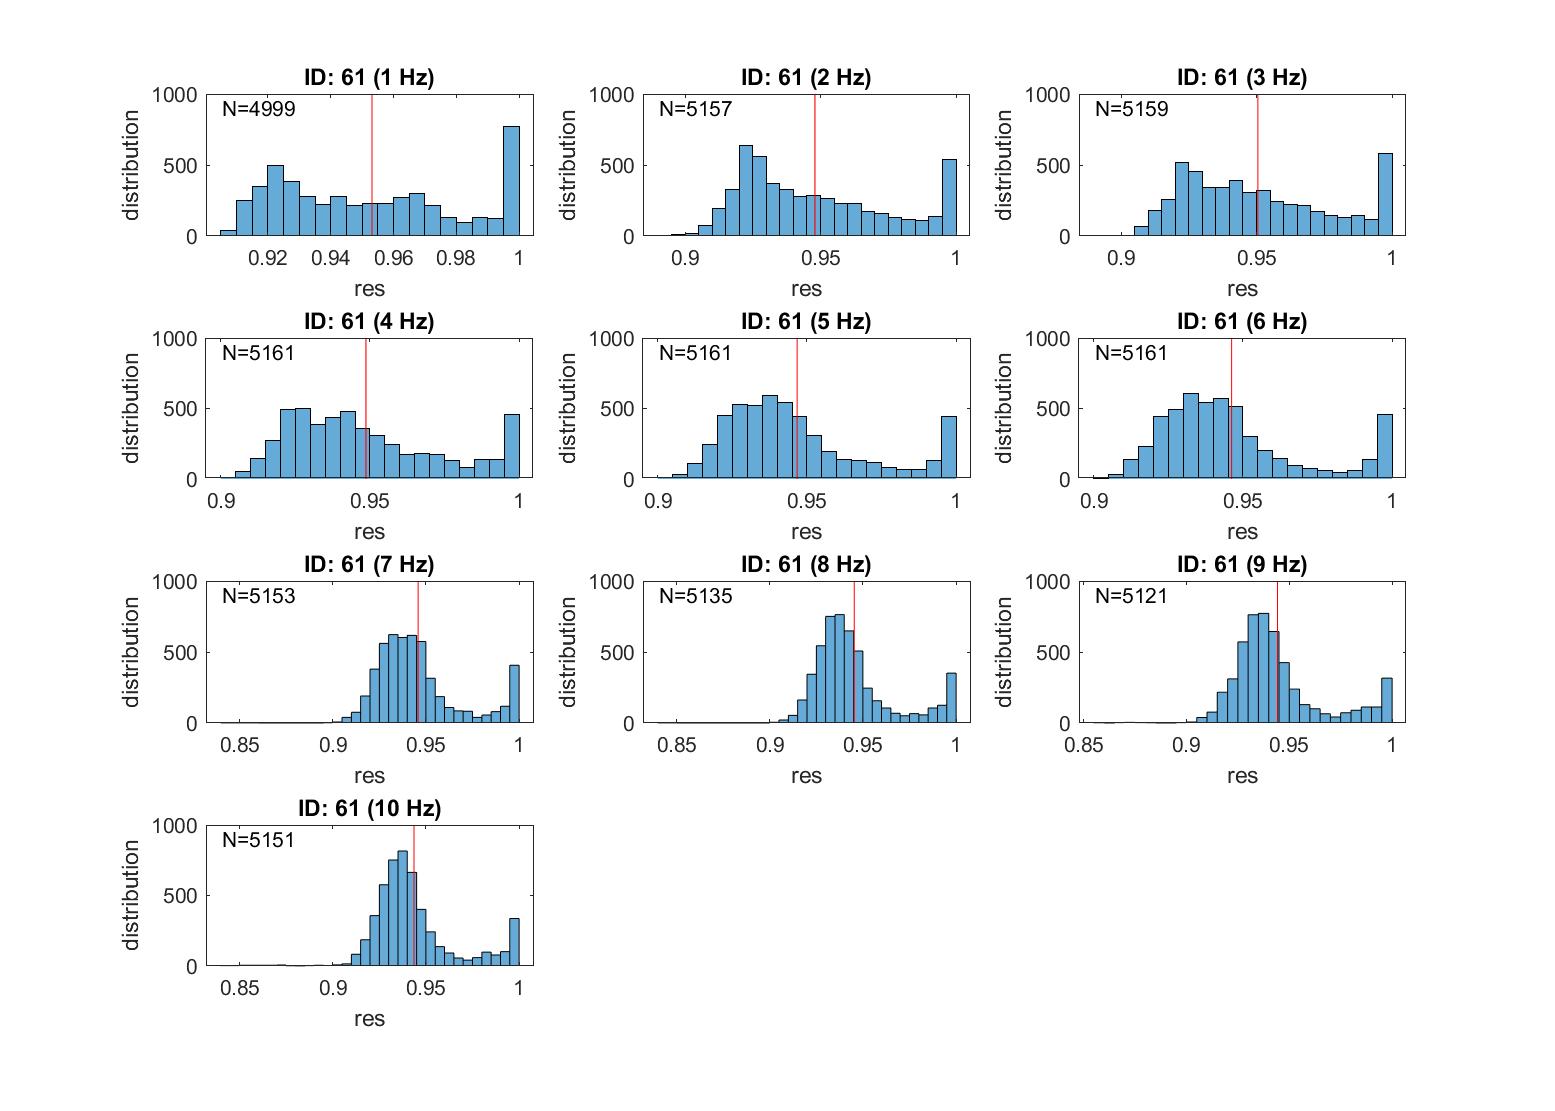 ID: 61 (1 Hz)
N=4999
distribution
1000
500
0
0.92 0.94 0.96 0.98 1
res
ID: 61 (2 Hz)
N=5157
distribution
1000
500
0
0.9 0.95 1
res
ID: 61 (3 Hz)
N=5159
distribution
1000
500
0
0.9 0.95 1
res
ID: 61 (4 Hz)
N=5161
distribution
1000
500
0
0.9 0.95 1
res
ID: 61 (5 Hz)
N=5161
distribution
1000
500
0
0.9 0.95 1
res
ID: 61 (6 Hz)
N=5161
distribution
1000
500
0
0.9 0.95 1
res
ID: 61 (7 Hz)
N=5153
distribution
1000
500
0
0.85 0.9 0.95 1
res
ID: 61 (8 Hz)
N=5135
distribution
1000
500
0
0.85 0.9 0.95 1
res
ID: 61 (9 Hz)
N=5121
distribution
1000
500
0
0.85 0.9 0.95 1
res
ID: 61 (10 Hz)
N=5151
distribution
1000
500
0
0.85 0.9 0.95 1
res